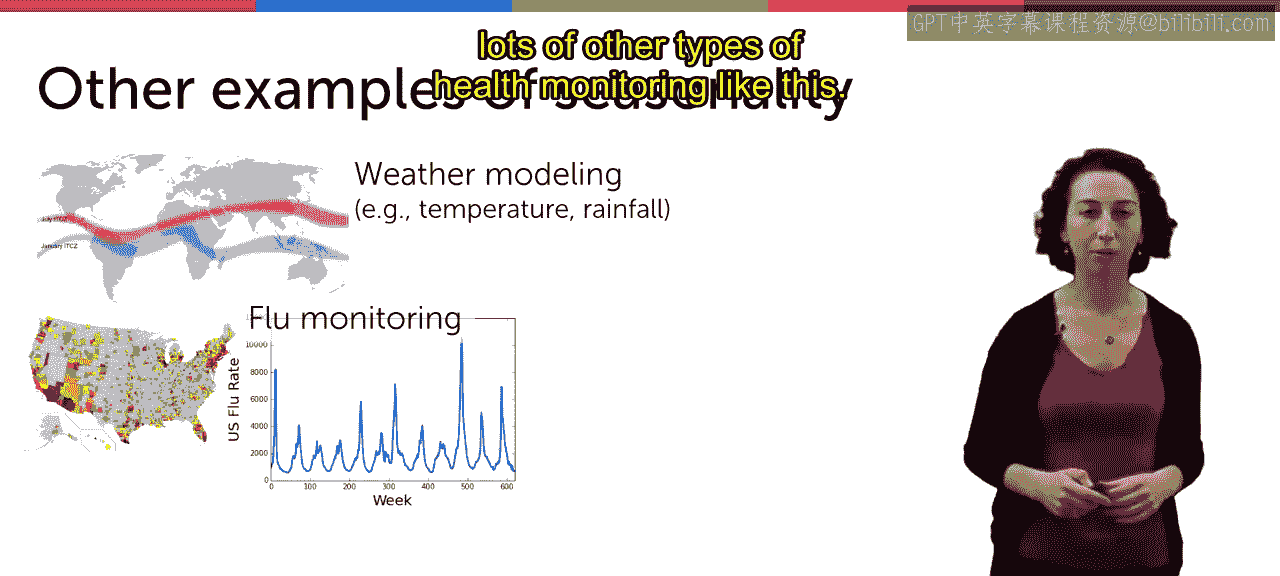 GPT中英字幕课程资源@bilibili.com
lots of other types of
health monitoring like this.
Other examples of seasonality
Weather modeling
(e.g., temperature, rainfall)
January ITCZ
Flu monitoring
US Flu Rate
10000
8000
6000
4000
2000
0
0 100 200 300 400 500 600
Week